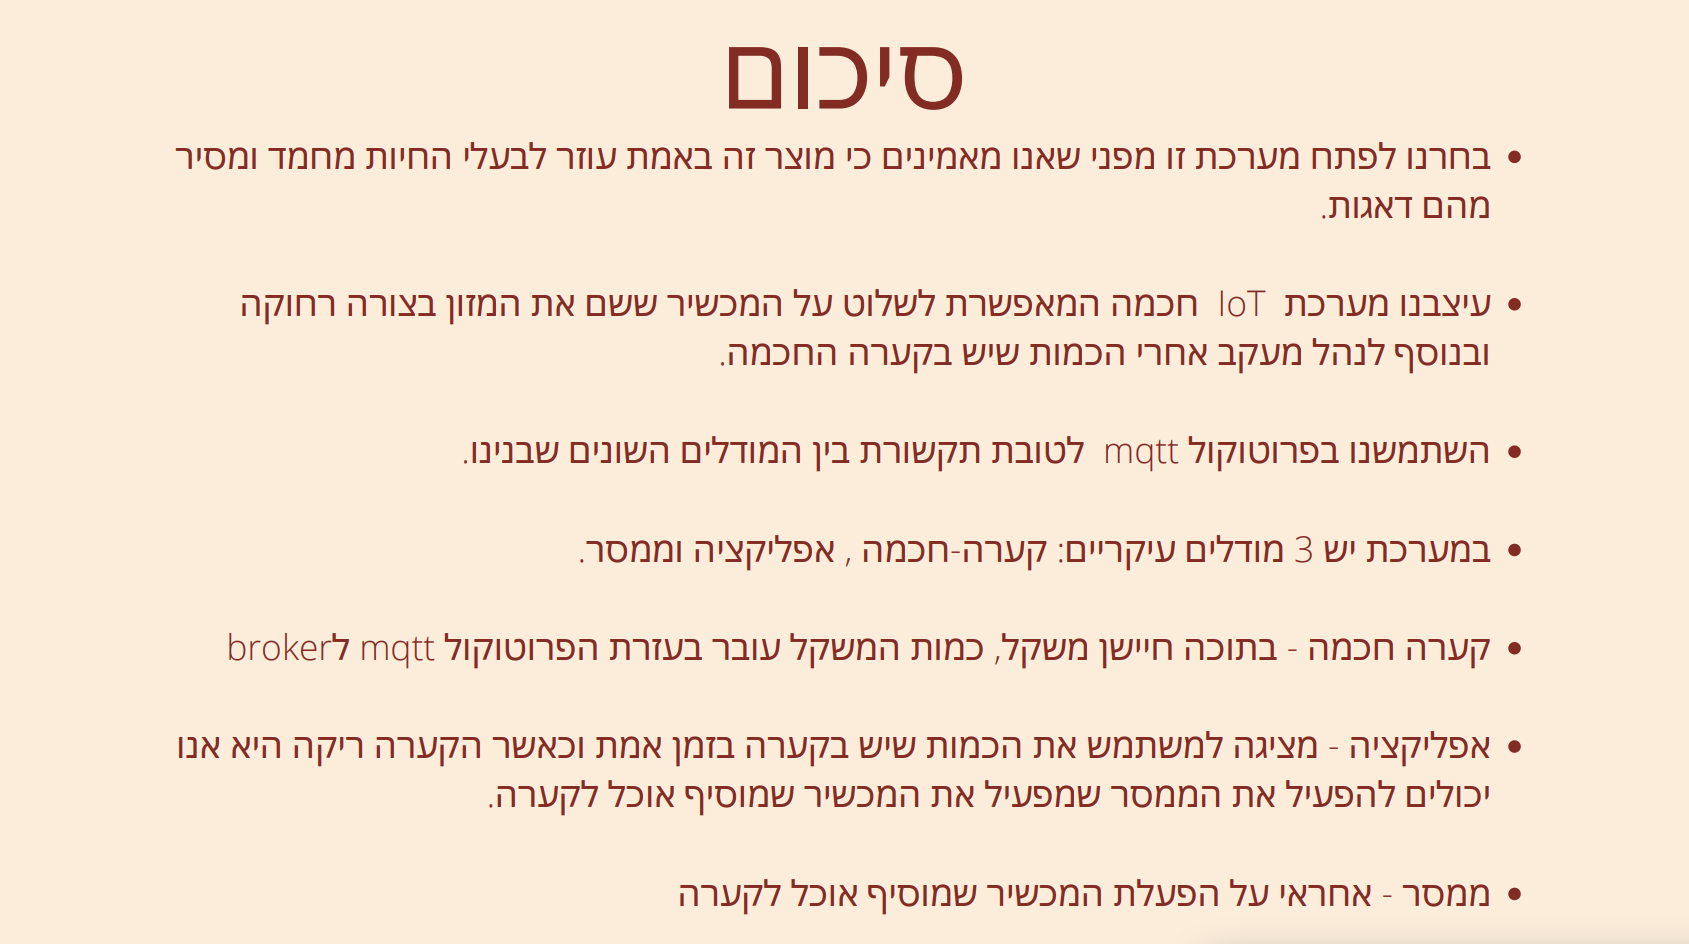 סיכום
• בחרנו לפתח מערכת זו מפני שאנו מאמינים כי מוצר זה באמת עוזר לבעלי החיות מחמד ומסיר
מהם דאגות.
• עיצבנו מערכת IoT חכמה המאפשרת לשלוט על המכשיר ששם את המזון בצורה רחוקה
ובנוסף לנהל מעקב אחרי הכמות שיש בקערה החכמה.
• השתמשנו בפרוטוקול mqtt לטובת תקשורת בין המודלים השונים שבנינו.
• במערכת יש 3 מודלים עיקריים: קערה-חכמה , אפליקציה וממסר.
• קערה חכמה - בתוכה חיישן משקל, כמות המשקל עובר בעזרת הפרוטוקול mqtt לbroker
• אפליקציה - מציגה למשתמש את הכמות שיש בקערה בזמן אמת וכאשר הקערה ריקה היא אנו
יכולים להפעיל את הממסר שמפעיל את המכשיר שמוסיף אוכל לקערה.
• ממסר - אחראי על הפעלת המכשיר שמוסיף אוכל לקערה